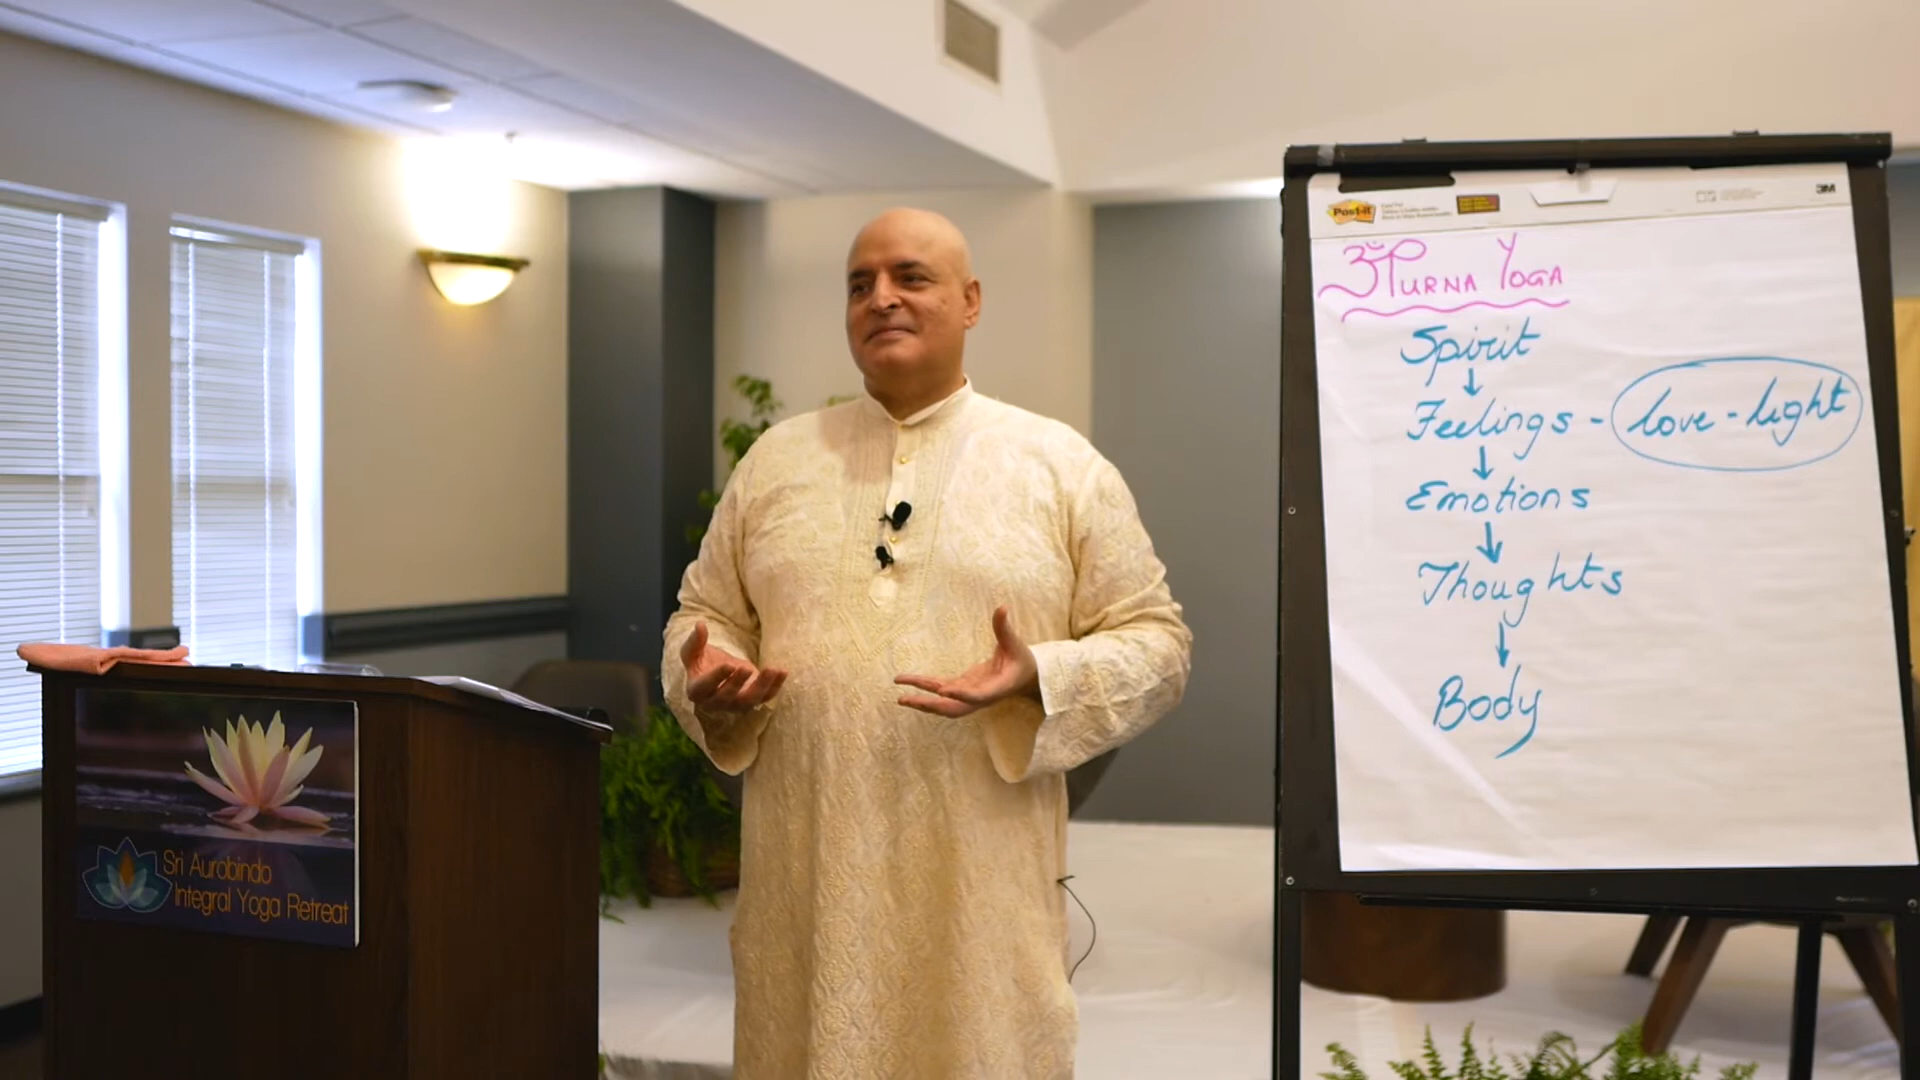 Post-it
3M
ॐ PURNA YOGA
Spirit
↓
Feelings - love - light
↓
Emotions
↓
Thoughts
↓
Body
Sri Aurobindo
Integral Yoga Retreat